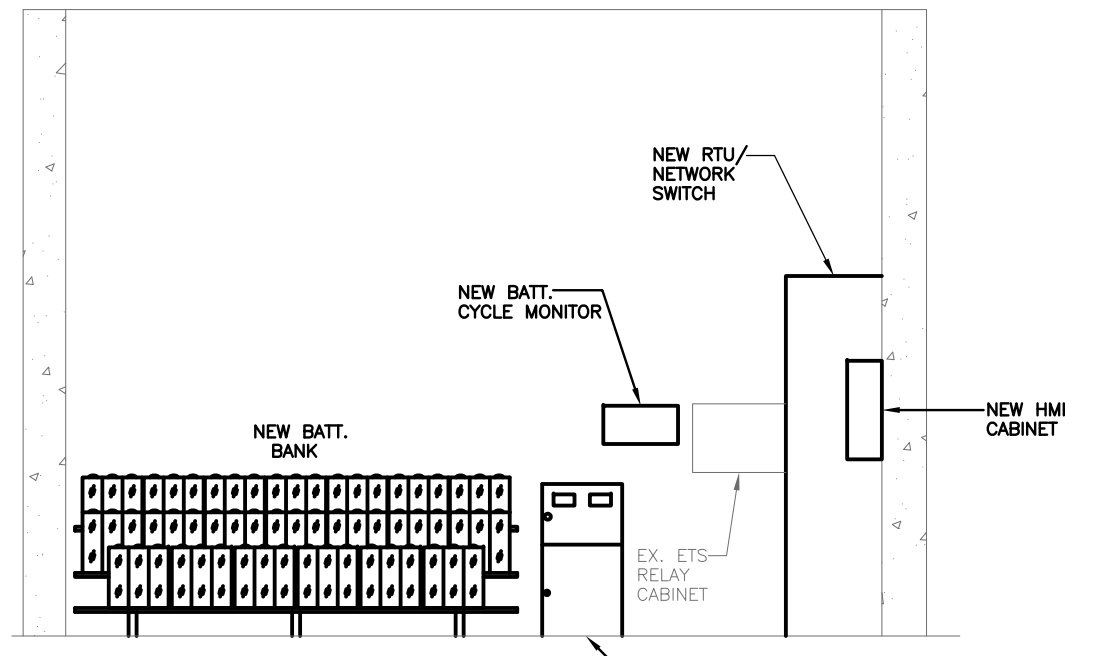 NEW RTU/
NETWORK
SWITCH
NEW BATT.
CYCLE MONITOR
NEW HMI
CABINET
NEW BATT.
BANK
EX. ETS
RELAY
CABINET